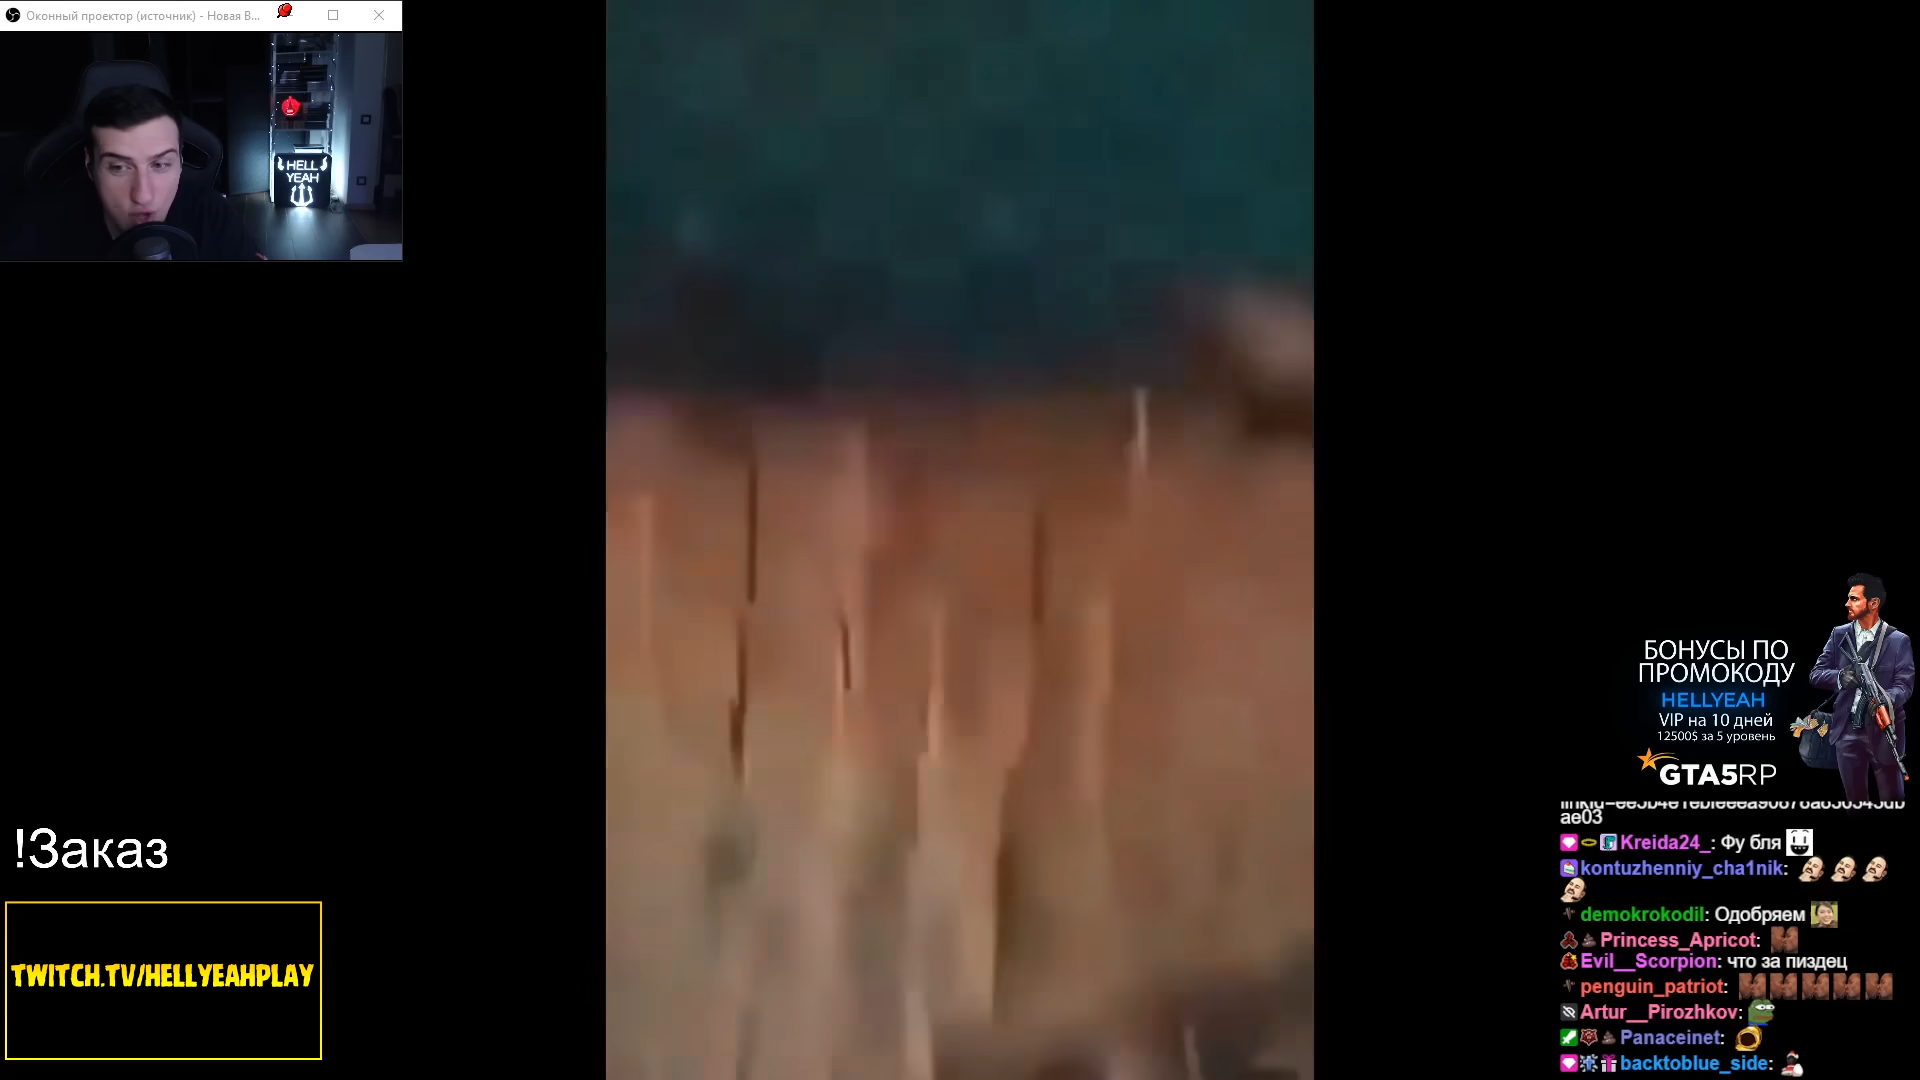 Оконный проектор (источник) - Новая В...
HELL
YEAH
БОНУСЫ ПО
ПРОМОКОДУ
HELLYEAH
VIP на 10 дней
12500$ за 5 уровень
GTA5RP
!Заказ
TWITCH.TV/HELLYEAHPLAY
ae03
Kreida24_: Фу бля
kontuzhenniy_cha1nik:
demokrokodil: Одобряем
Princess_Apricot:
Evil__Scorpion: что за пиздец
penguin_patriot:
Artur__Pirozhkov:
Panaceinet:
backtoblue_side: